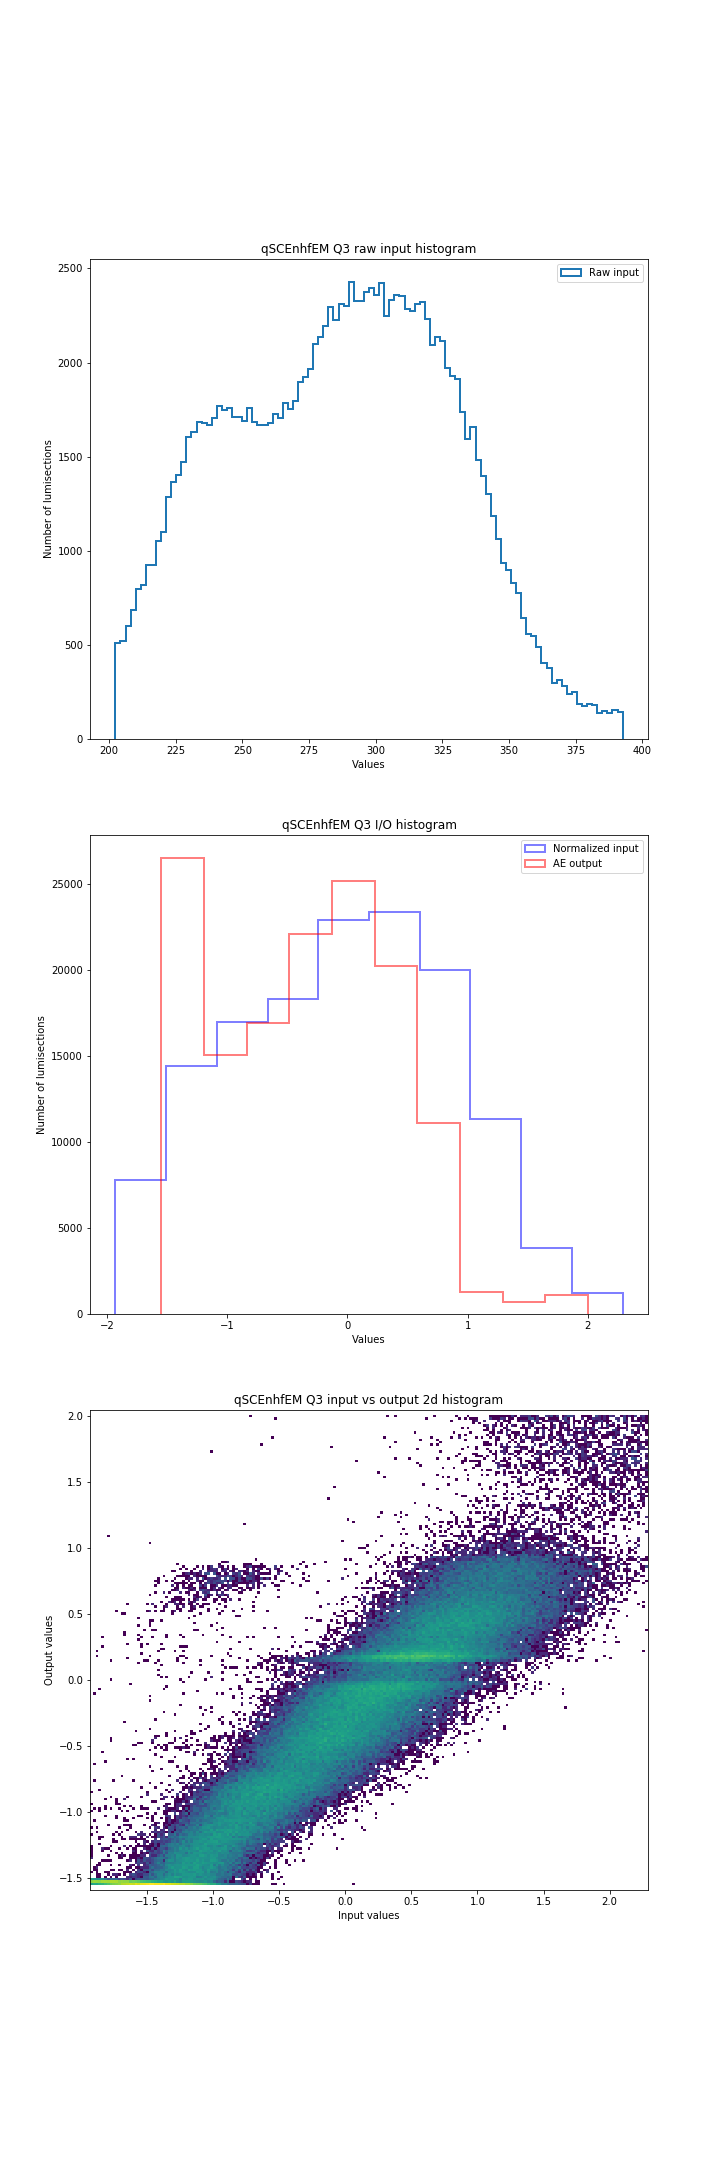 qSCEnhfEM Q3 raw input histogram
Raw input
2500
2000
1500
1000
500
0
Number of lumisections
200 225 250 275 300 325 350 375 400
Values
qSCEnhfEM Q3 I/O histogram
Normalized input
AE output
25000
20000
15000
10000
5000
0
Number of lumisections
−2 −1 0 1 2
Values
qSCEnhfEM Q3 input vs output 2d histogram
2.0
1.5
1.0
0.5
0.0
−0.5
−1.0
−1.5
Output values
−1.5 −1.0 −0.5 0.0 0.5 1.0 1.5 2.0
Input values